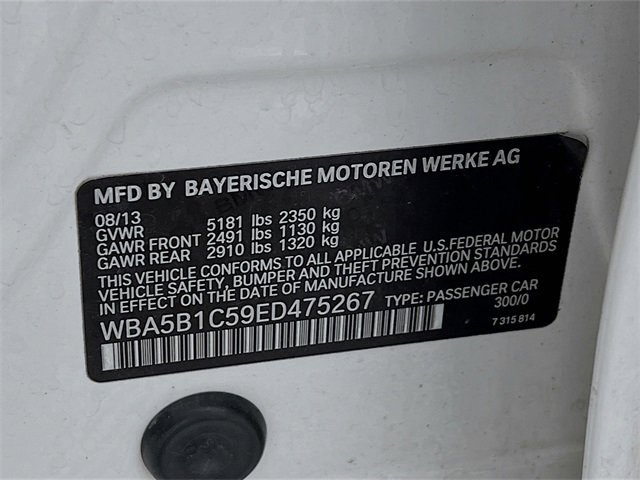 MFD BY BAYERISCHE MOTOREN WERKE AG
08/13
GVWR 5181 lbs 2350 kg
GAWR FRONT 2491 lbs 1130 kg
GAWR REAR 2910 lbs 1320 kg
THIS VEHICLE CONFORMS TO ALL APPLICABLE U.S.FEDERAL MOTOR
VEHICLE SAFETY, BUMPER AND THEFT PREVENTION STANDARDS
IN EFFECT ON THE DATE OF MANUFACTURE SHOWN ABOVE.
WBA5B1C59ED475267 TYPE: PASSENGER CAR
300/0
7 315 814